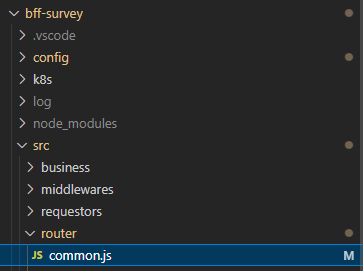 bff-survey
.vscode
config
k8s
log
node_modules
src
business
middlewares
requestors
router
JS common.js M